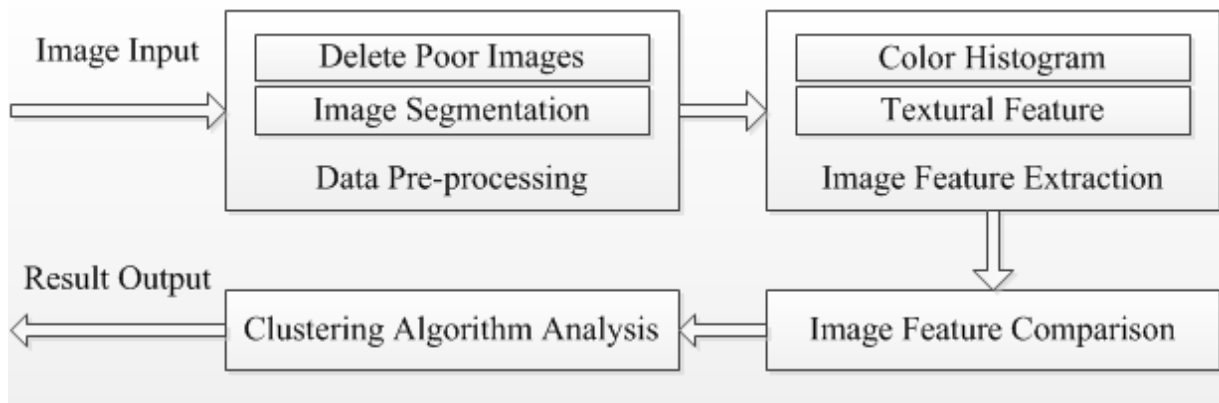 Image Input
Delete Poor Images
Image Segmentation
Data Pre-processing
Color Histogram
Textural Feature
Image Feature Extraction
Image Feature Comparison
Clustering Algorithm Analysis
Result Output